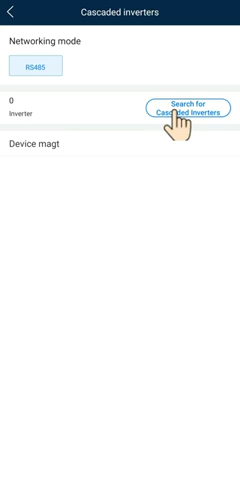 Cascaded inverters
Networking mode
RS485
0
Inverter
Search for
Cascaded Inverters
Device magt